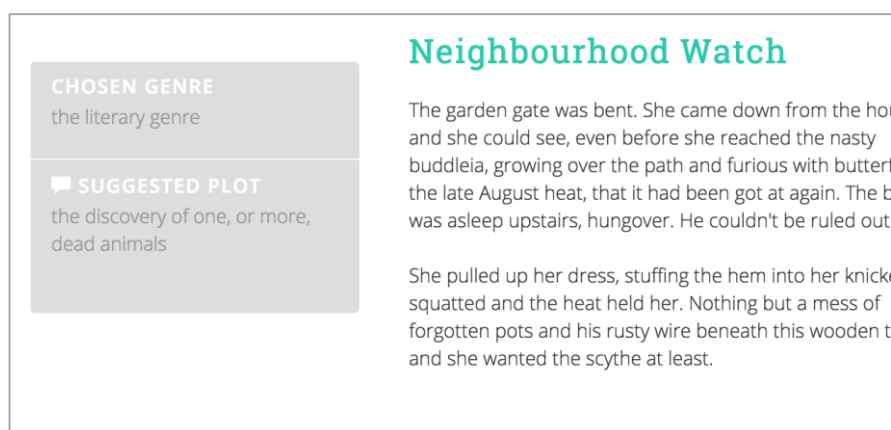 Neighbourhood Watch
CHOSEN GENRE
the literary genre
SUGGESTED PLOT
the discovery of one, or more,
dead animals
The garden gate was bent. She came down from the
and she could see, even before she reached the nasty
buddleia, growing over the path and furious with
the late August heat, that it had been got at again. The
was asleep upstairs, hungover. He couldn't be ruled out
She pulled up her dress, stuffing the hem into her
squatted and the heat held her. Nothing but a mess of
forgotten pots and his rusty wire beneath this wooden
and she wanted the scythe at least.